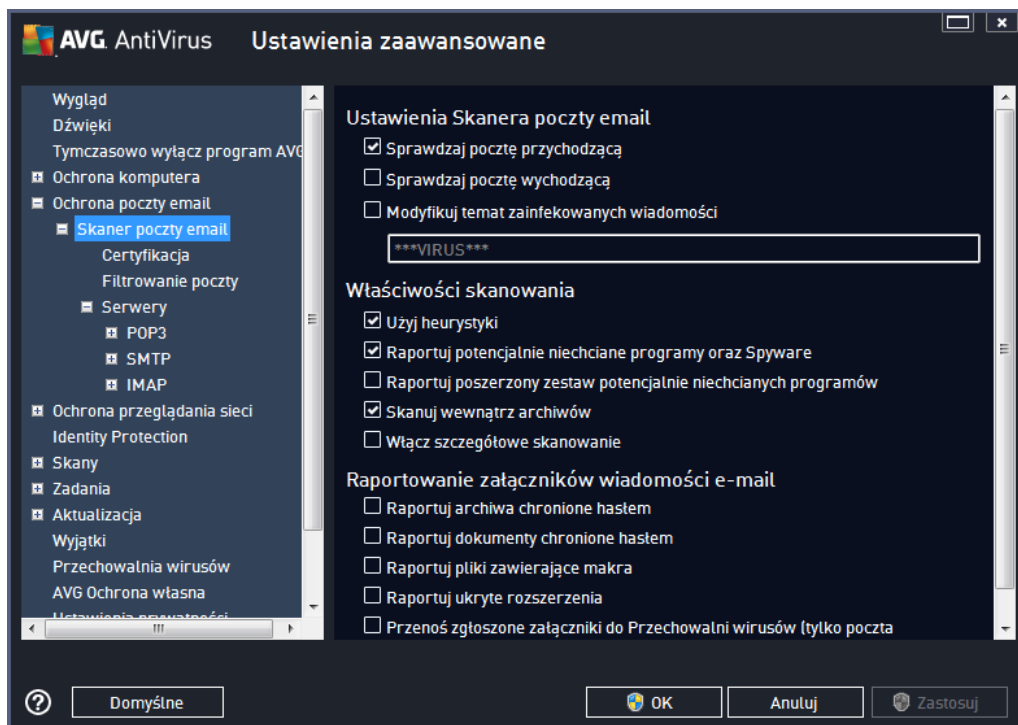 AVG. AntiVirus Ustawienia zaawansowane
Wygląd
Dźwięki
Tymczasowo wyłącz program AVG
Ochrona komputera
Ochrona poczty email
Skaner poczty email
Certyfikacja
Filtrowanie poczty
Serwery
POP3
SMTP
IMAP
Ochrona przeglądania sieci
Identity Protection
Skany
Zadania
Aktualizacja
Wyjątki
Przechowalnia wirusów
AVG Ochrona własna
Ustawienia prywatności
Ustawienia Skanera poczty email
Sprawdzaj pocztę przychodzącą
Sprawdzaj pocztę wychodzącą
Modyfikuj temat zainfekowanych wiadomości
***VIRUS***
Właściwości skanowania
Użyj heurystyki
Raportuj potencjalnie niechciane programy oraz Spyware
Raportuj poszerzony zestaw potencjalnie niechcianych programów
Skanuj wewnątrz archiwów
Włącz szczegółowe skanowanie
Raportowanie załączników wiadomości e-mail
Raportuj archiwa chronione hasłem
Raportuj dokumenty chronione hasłem
Raportuj pliki zawierające makra
Raportuj ukryte rozszerzenia
Przenoś zgłoszone załączniki do Przechowalni wirusów (tylko poczta
Domyślne
OK
Anuluj
Zastosuj